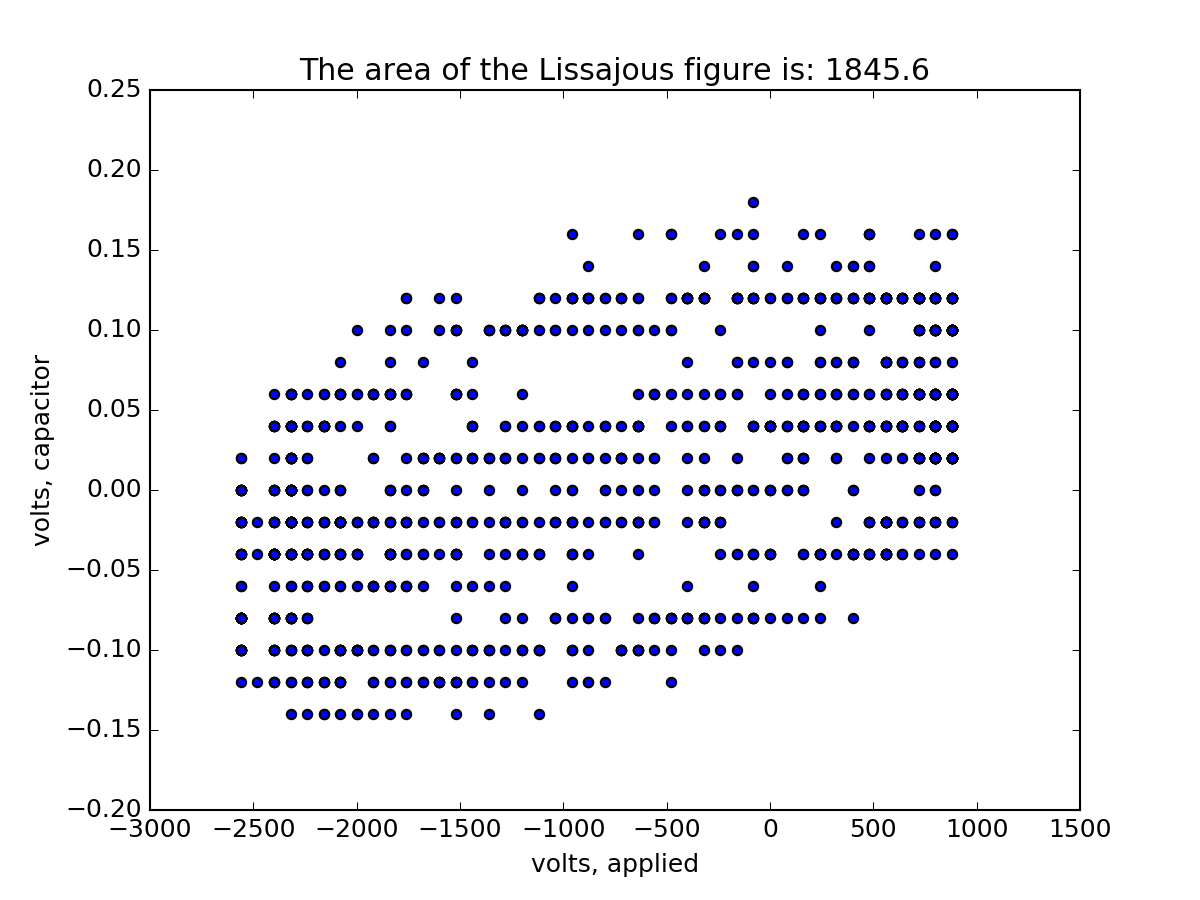 The area of the Lissajous figure is: 1845.6
0.25
0.20
0.15
0.10
0.05
0.00
−0.05
−0.10
−0.15
−0.20
volts, capacitor
−3000 −2500 −2000 −1500 −1000 −500 0 500 1000 1500
volts, applied